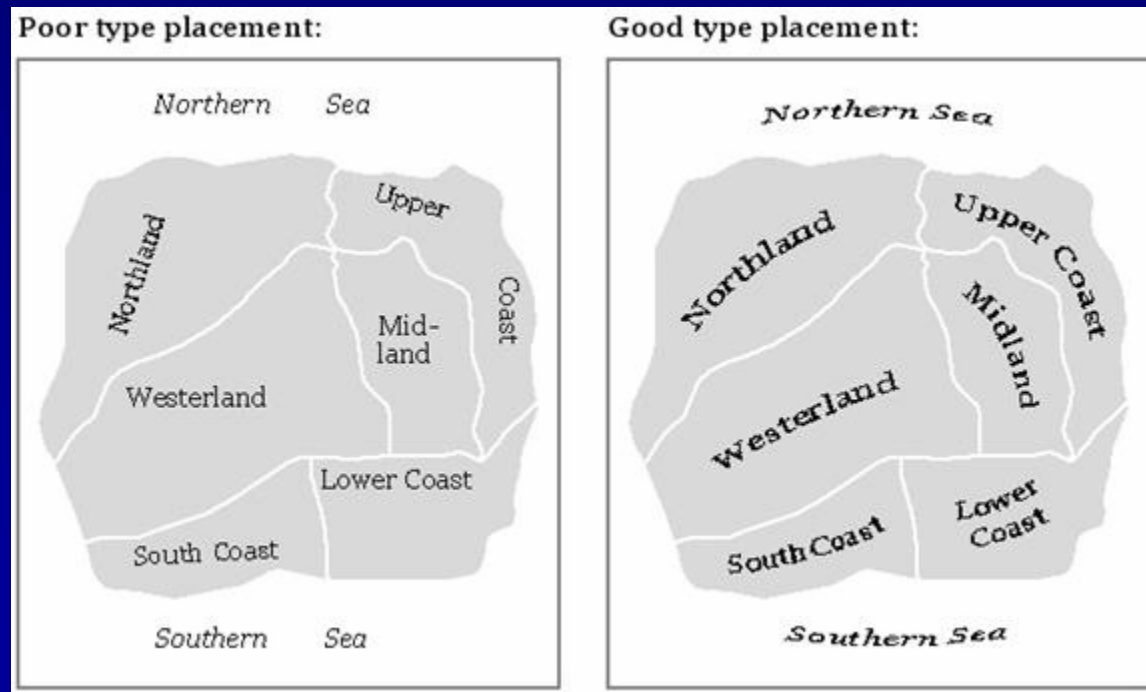 Poor type placement:
Northern Sea
Upper
Northland
Coast
Mid-
land
Westerland
Lower Coast
South Coast
Southern Sea
Good type placement:
Northern Sea
Upper Coast
Northland
Midland
Westerland
Lower
Coast
South Coast
Southern Sea